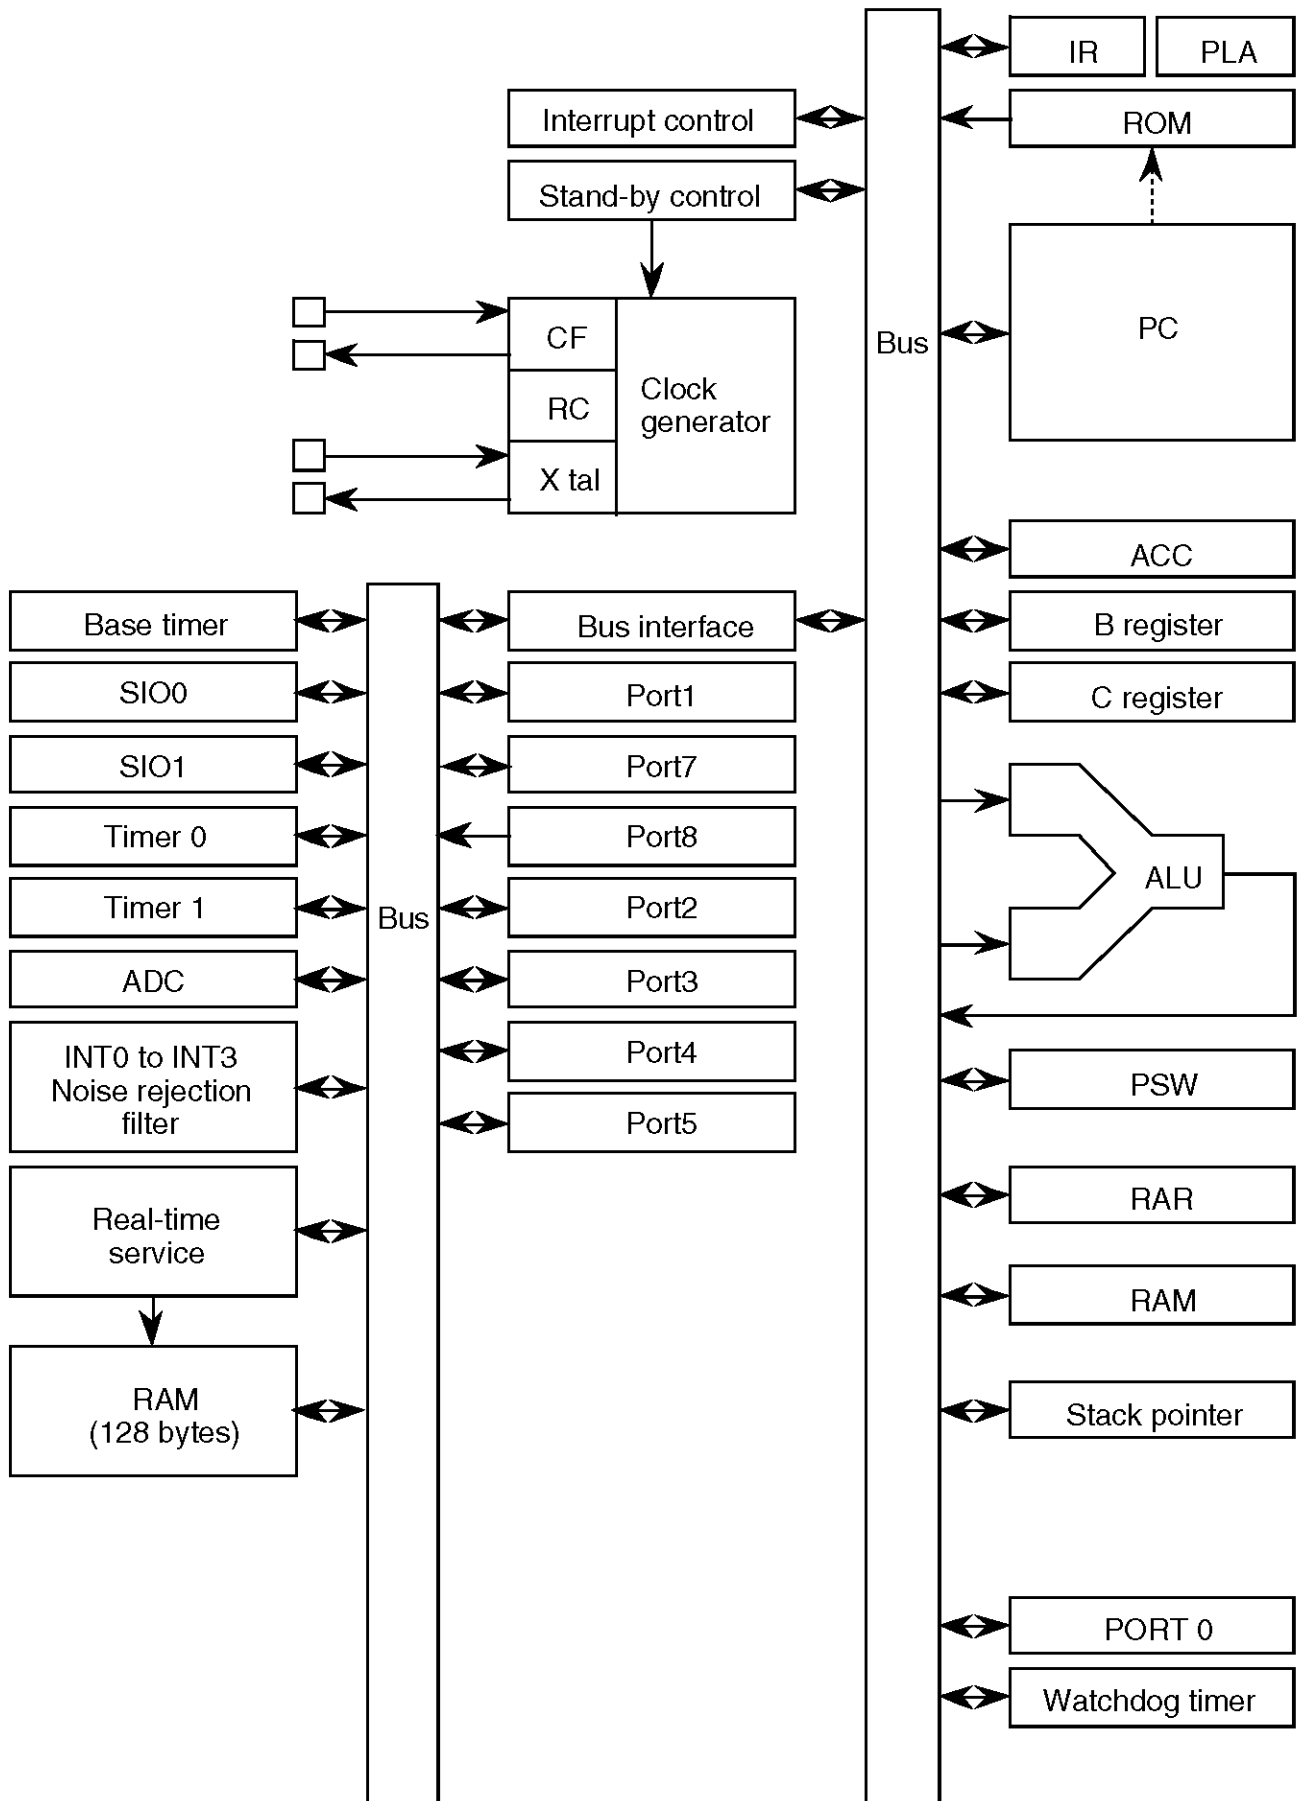 IR
PLA
Interrupt control
ROM
Stand-by control
CF
Clock
generator
RC
X tal
Bus
PC
ACC
Base timer
Bus interface
B register
SIO0
Port1
C register
SIO1
Port7
Timer 0
Port8
ALU
Timer 1
Bus
Port2
ADC
Port3
INT0 to INT3
Noise rejection
filter
Port4
PSW
Port5
Real-time
service
RAR
RAM
RAM
(128 bytes)
Stack pointer
PORT 0
Watchdog timer